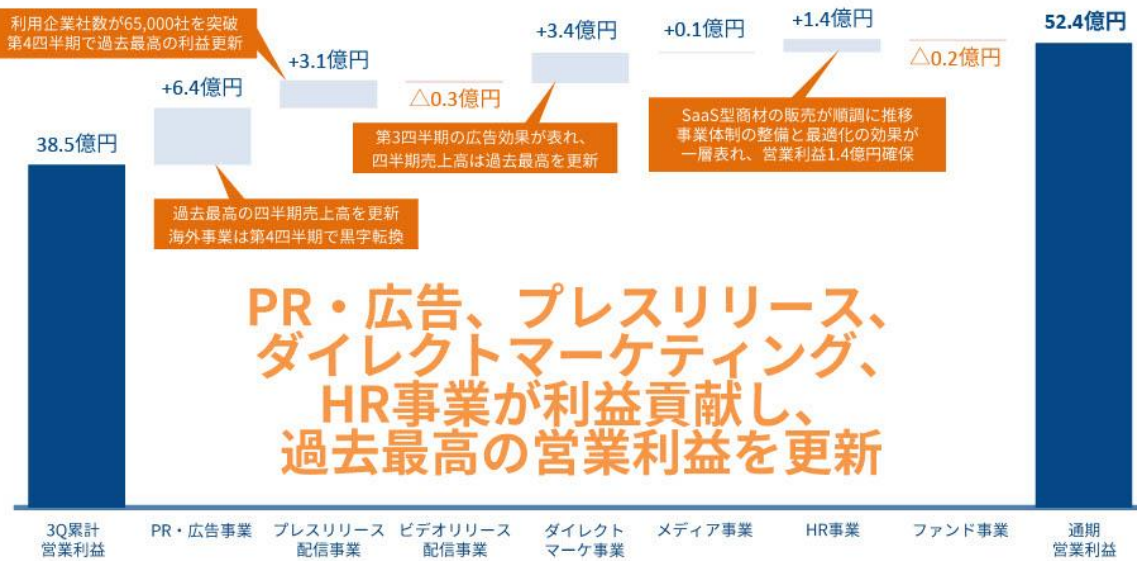 利用企業社数が65,000社を突破
第4四半期で過去最高の利益更新
38.5億円
+6.4億円
+3.1億円
△0.3億円
+3.4億円
+0.1億円
+1.4億円
△0.2億円
52.4億円
過去最高の四半期売上高を更新
海外事業は第4四半期で黒字転換
第3四半期の広告効果が表れ、
四半期売上高は過去最高を更新
SaaS型商材の販売が順調に推移
事業体制の整備と最適化の効果が
一層表れ、営業利益1.4億円確保
PR・広告、プレスリリース、
ダイレクトマーケティング、
HR事業が利益貢献し、
過去最高の営業利益を更新
3Q累計
営業利益
PR・広告事業
プレスリリース
配信事業
ビデオリリース
配信事業
ダイレクト
マーケ事業
メディア事業
HR事業
ファンド事業
通期
営業利益